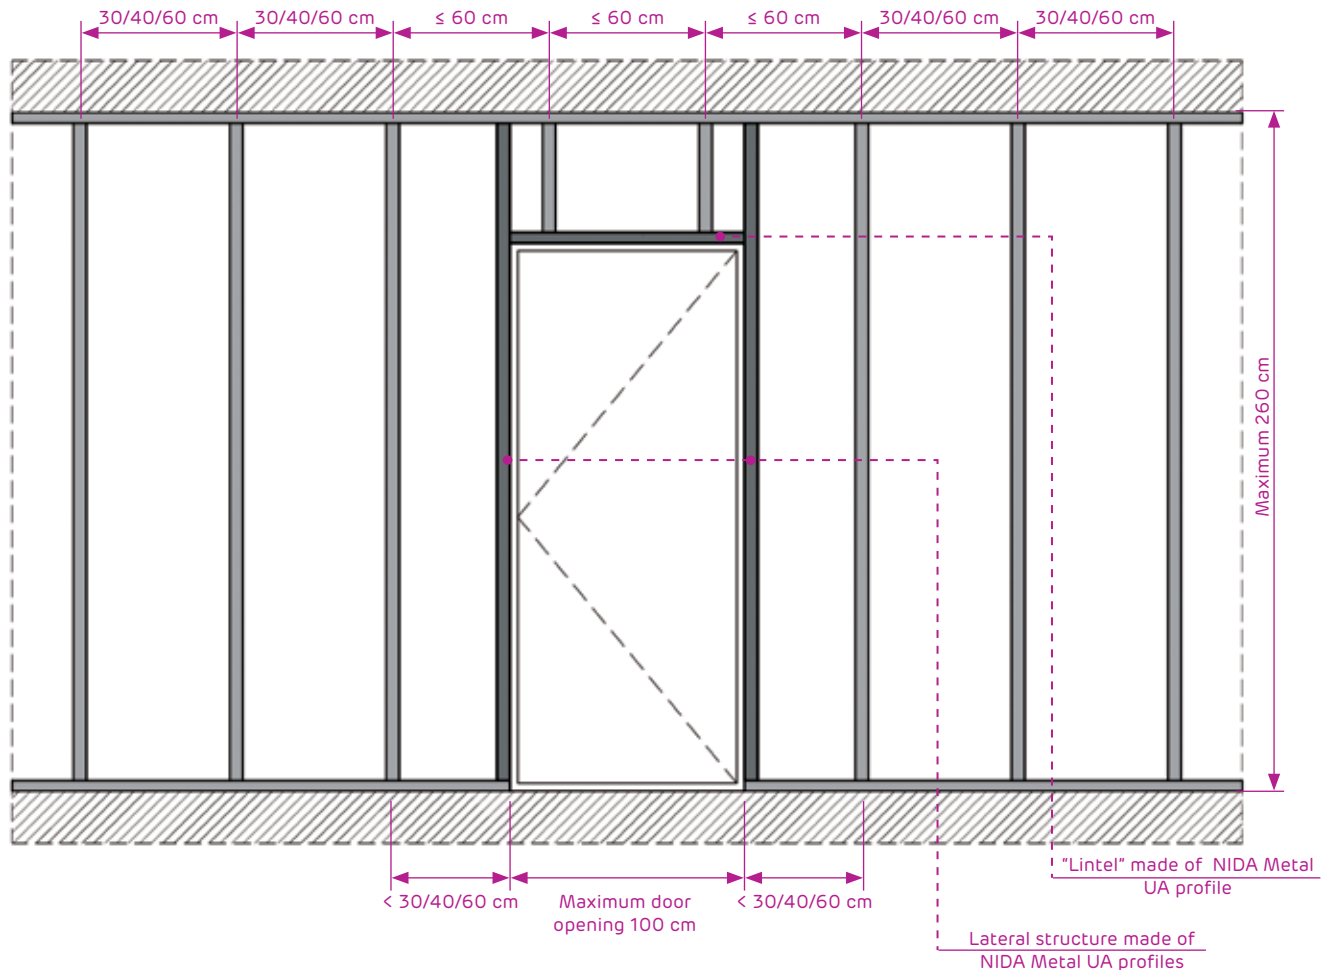 30/40/60 cm
30/40/60 cm
≤ 60 cm
≤ 60 cm
≤ 60 cm
30/40/60 cm
30/40/60 cm
Maximum 260 cm
< 30/40/60 cm
Maximum door
opening 100 cm
< 30/40/60 cm
"Lintel" made of NIDA Metal
UA profile
Lateral structure made of
NIDA Metal UA profiles